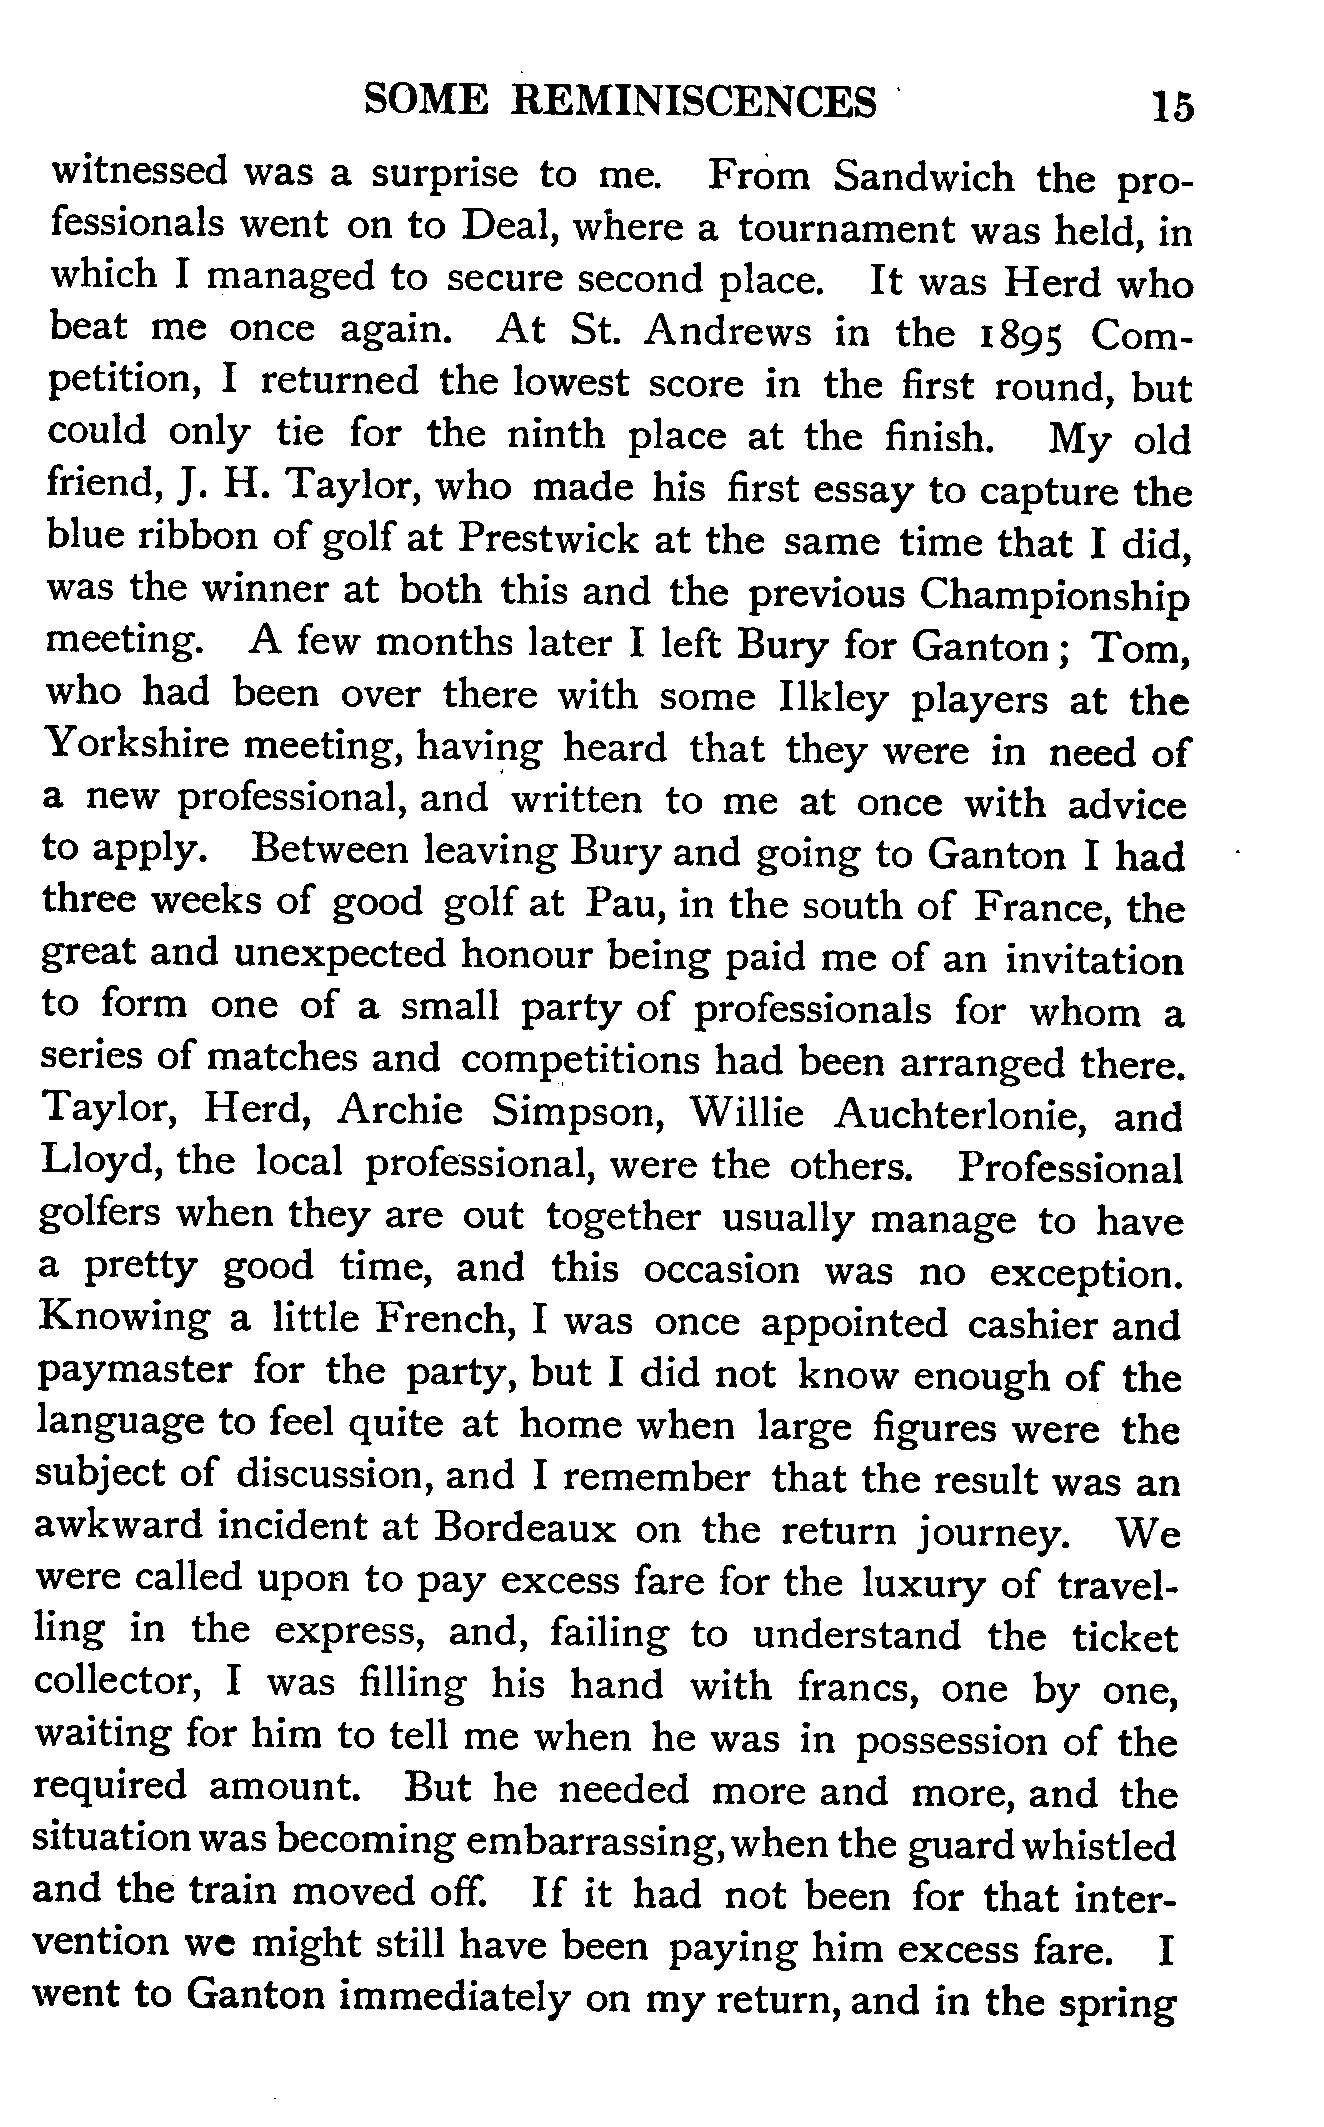 SOME REMINISCENCES 15
witnessed was a surprise to me. From Sandwich the pro-
fessionals went on to Deal, where a tournament was held, in
which I managed to secure second place. It was Herd who
beat me once again. At St. Andrews in the 1895 Com-
petition, I returned the lowest score in the first round, but
could only tie for the ninth place at the finish. My old
friend, J. H. Taylor, who made his first essay to capture the
blue ribbon of golf at Prestwick at the same time that I did,
was the winner at both this and the previous Championship
meeting. A few months later I left Bury for Ganton; Tom,
who had been over there with some Ilkley players at the
Yorkshire meeting, having heard that they were in need of
a new professional, and written to me at once with advice
to apply. Between leaving Bury and going to Ganton I had
three weeks of good golf at Pau, in the south of France, the
great and unexpected honour being paid me of an invitation
to form one of a small party of professionals for whom a
series of matches and competitions had been arranged there.
Taylor, Herd, Archie Simpson, Willie Auchterlonie, and
Lloyd, the local professional, were the others. Professional
golfers when they are out together usually manage to have
a pretty good time, and this occasion was no exception.
Knowing a little French, I was once appointed cashier and
paymaster for the party, but I did not know enough of the
language to feel quite at home when large figures were the
subject of discussion, and I remember that the result was an
awkward incident at Bordeaux on the return journey. We
were called upon to pay excess fare for the luxury of travel-
ling in the express, and, failing to understand the ticket
collector, I was filling his hand with francs, one by one,
waiting for him to tell me when he was in possession of the
required amount. But he needed more and more, and the
situation was becoming embarrassing, when the guard whistled
and the train moved off. If it had not been for that inter-
vention we might still have been paying him excess fare. I
went to Ganton immediately on my return, and in the spring